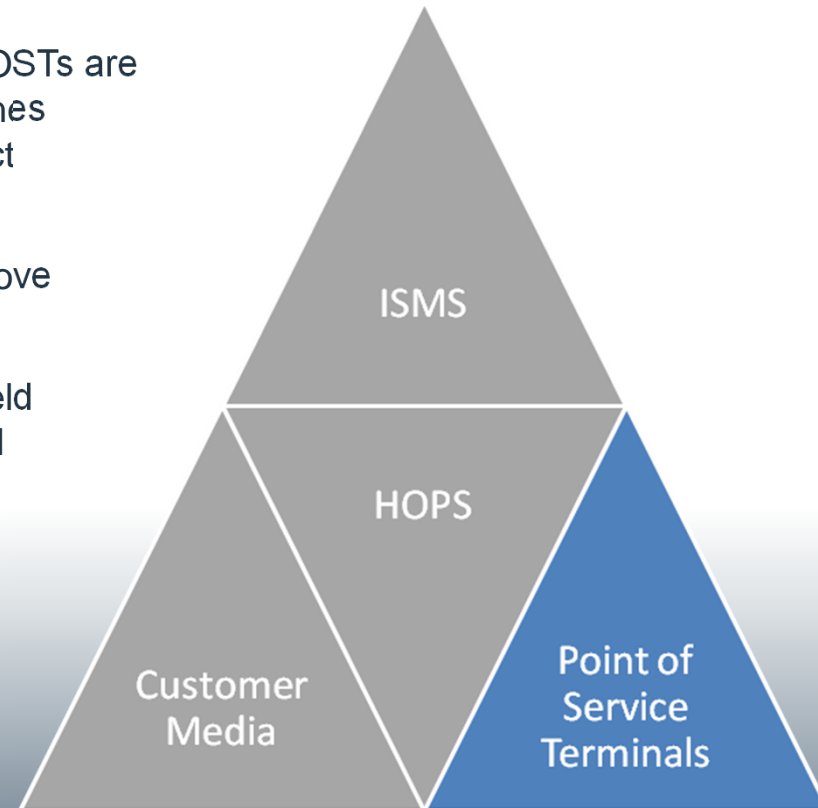 OSTs are
nes
ct
ove
eld
ISMS
HOPS
Customer
Media
Point of
Service
Terminals